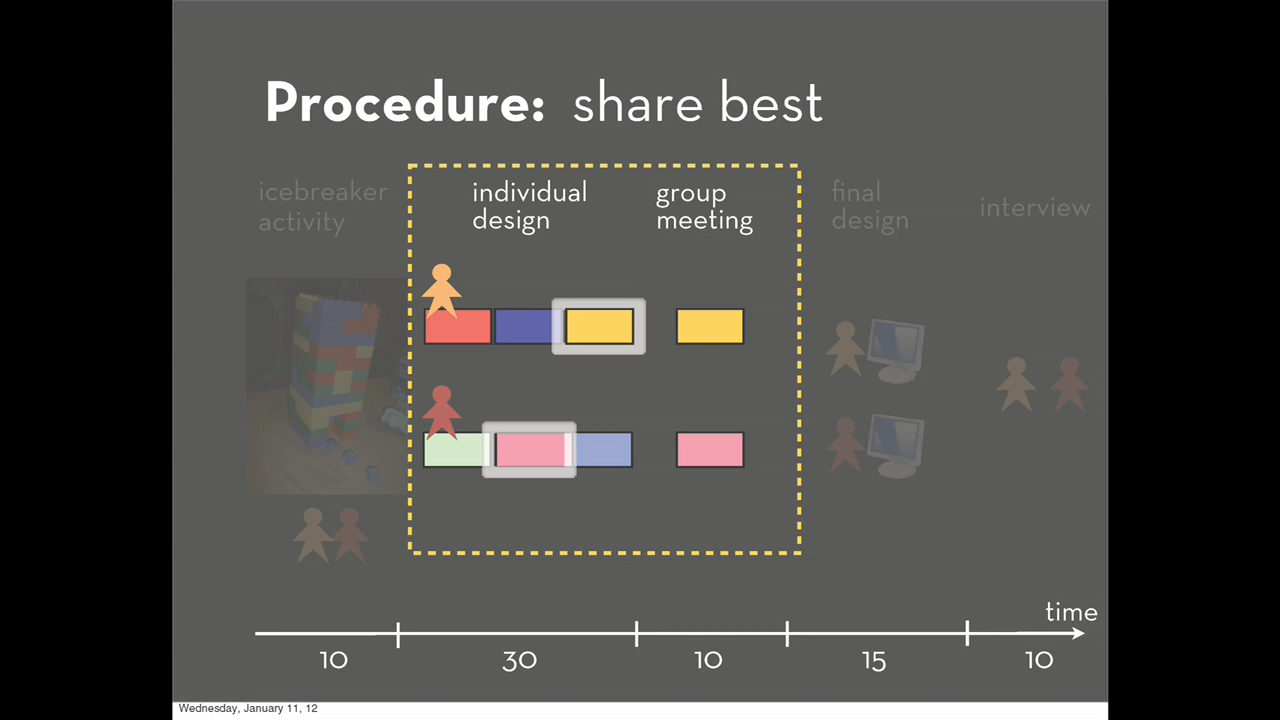 Procedure: share best
icebreaker
activity
individual
design
group
meeting
final
design
interview
time
10
30
10
15
10
Wednesday, January 11, 12